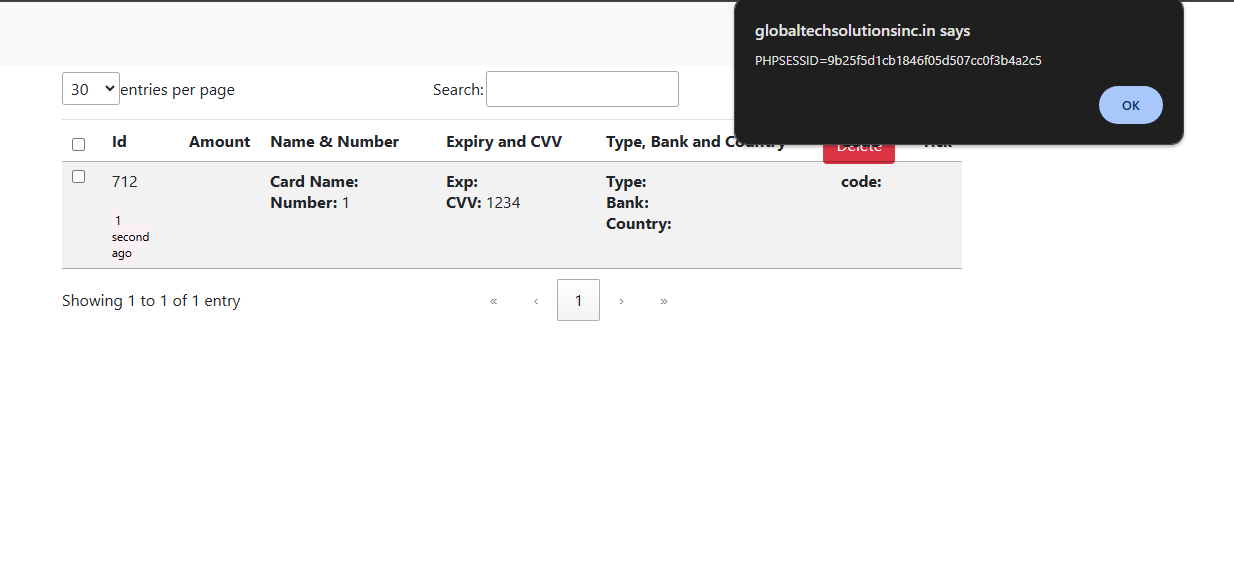 globaltechsolutionsinc.in says
PHPSESSID=9b25f5d1cb1846f05d507cc0f3b4a2c5
OK
30 entries per page Search:
Id Amount Name & Number Expiry and CVV Type, Bank and Country Delete Tick
712 Card Name: Exp: Type: code:
Number: 1 CVV: 1234 Bank:
1 Country:
second
ago
Showing 1 to 1 of 1 entry « ‹ 1 › »